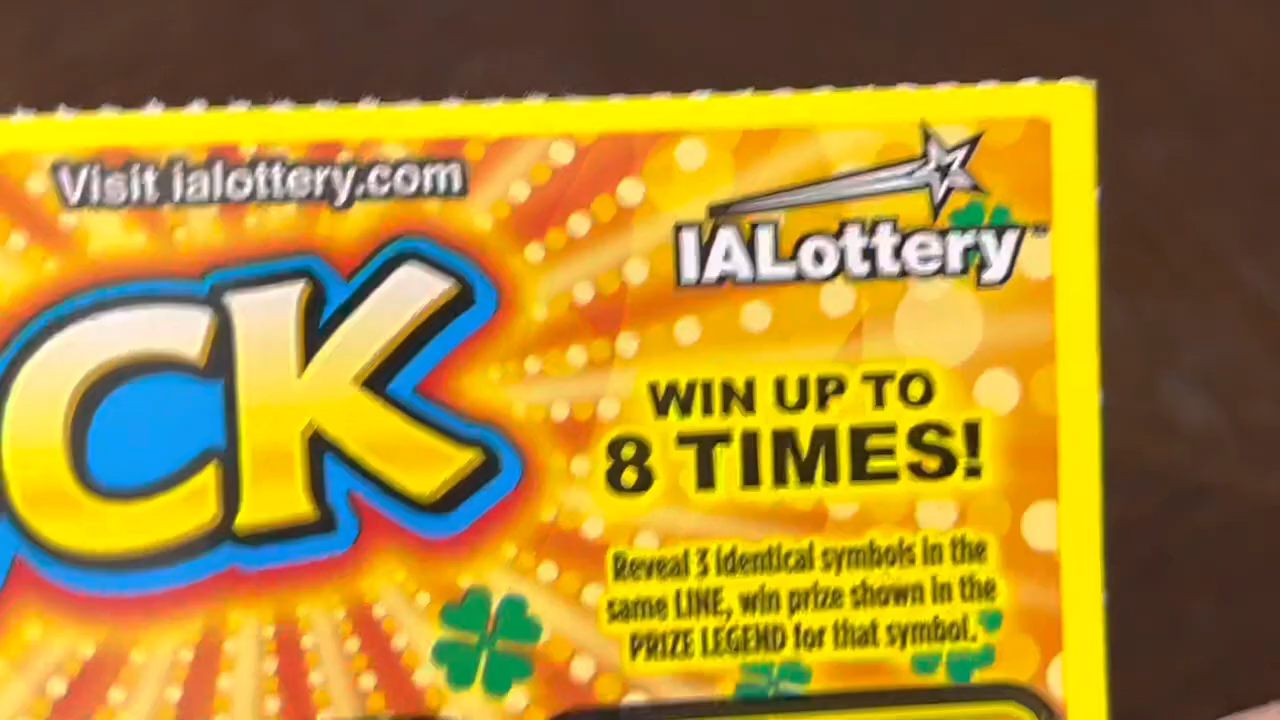 Visit ialottery.com
IALottery™
CK
WIN UP TO
8 TIMES!
Reveal 3 identical symbols in the
same LINE, win prize shown in the
PRIZE LEGEND for that symbol.